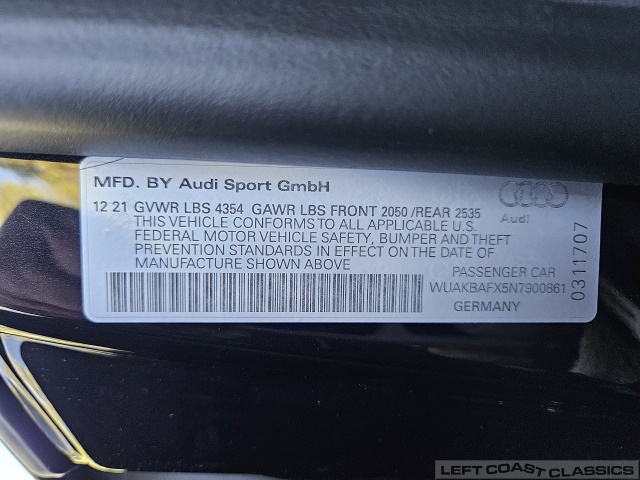 MFD. BY Audi Sport GmbH
12 21 GVWR LBS 4354 GAWR LBS FRONT 2050 /REAR 2535
THIS VEHICLE CONFORMS TO ALL APPLICABLE U.S.
FEDERAL MOTOR VEHICLE SAFETY, BUMPER AND THEFT
PREVENTION STANDARDS IN EFFECT ON THE DATE OF
MANUFACTURE SHOWN ABOVE
PASSENGER CAR
WUAKBAFX5N7900861
GERMANY
Audi
0311707
LEFT COAST CLASSICS